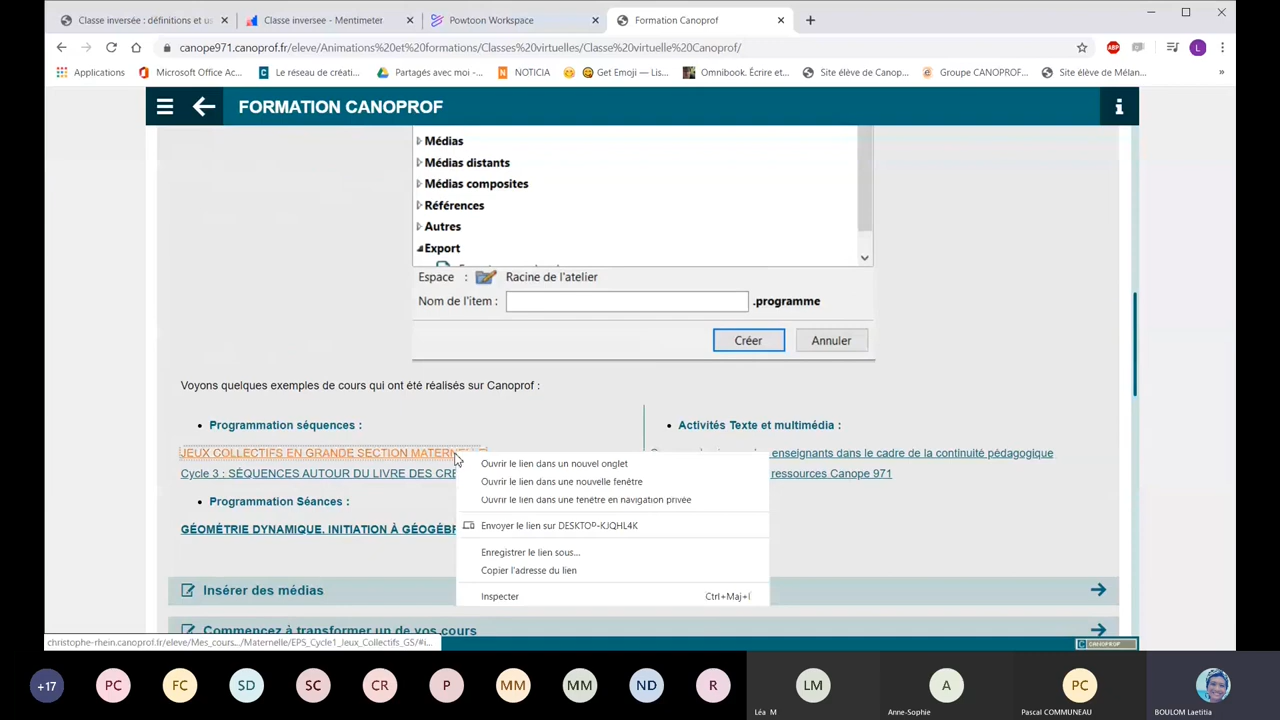 Classe inversée : définitions et us
Classe inversee - Mentimeter
Powtoon Workspace
Formation Canoprof
canope971.canoprof.fr/eleve/Animations%20et%20formations/Classes%20virtuelles/Classe%20virtuelle%20Canoprof/
ABP
L
Applications
Microsoft Office Ac...
Le réseau de créati...
Partagés avec moi -...
NOTICIA
Get Emoji — Lis...
Omnibook. Écrire et...
Site élève de Canop...
Groupe CANOPROF...
Site élève de Mélan...
»
FORMATION CANOPROF
Médias
Médias distants
Médias composites
Références
Autres
Export
Espace : Racine de l'atelier
Nom de l'item : .programme
Créer Annuler
Voyons quelques exemples de cours qui ont été réalisés sur Canoprof :
• Programmation séquences :
• Activités Texte et multimédia :
JEUX COLLECTIFS EN GRANDE SECTION MATERNELLE
enseignants dans le cadre de la continuité pédagogique
Cycle 3 : SÉQUENCES AUTOUR DU LIVRE DES CRÉ
ressources Canope 971
• Programmation Séances :
GÉOMÉTRIE DYNAMIQUE. INITIATION À GÉOGÉB
Ouvrir le lien dans un nouvel onglet
Ouvrir le lien dans une nouvelle fenêtre
Ouvrir le lien dans une fenêtre en navigation privée
Envoyer le lien sur DESKTOP-KJQHL4K
Enregistrer le lien sous...
Copier l'adresse du lien
Inspecter Ctrl+Maj+I
Insérer des médias
Commencez à transformer un de vos cours
christophe-rhein.canoprof.fr/eleve/Mes_cours.../Maternelle/EPS_Cycle1_Jeux_Collectifs_GS/#i...
CANOPROF
+17
PC
FC
SD
SC
CR
P
MM
MM
ND
R
LM
A
PC
Léa M
Anne-Sophie
Pascal COMMUNEAU
BOULOM Laetitia